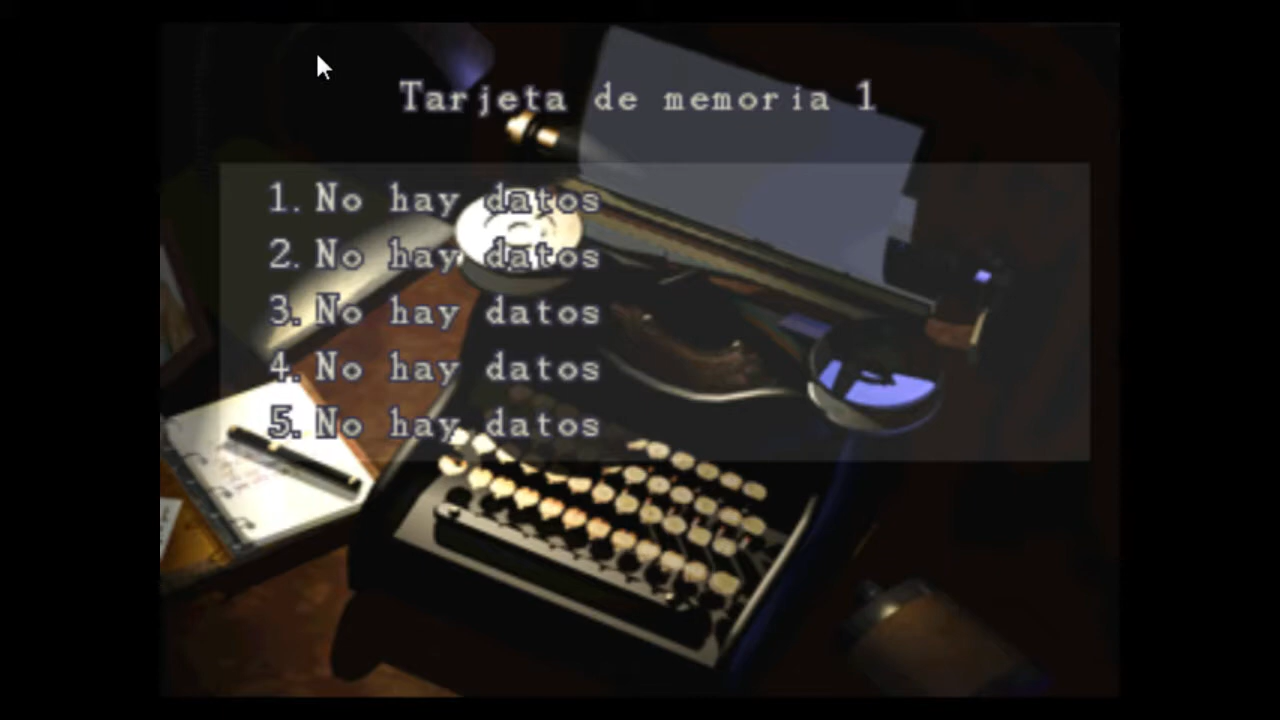 Tarjeta de memoria 1
1. No hay datos
2. No hay datos
3. No hay datos
4. No hay datos
5. No hay datos